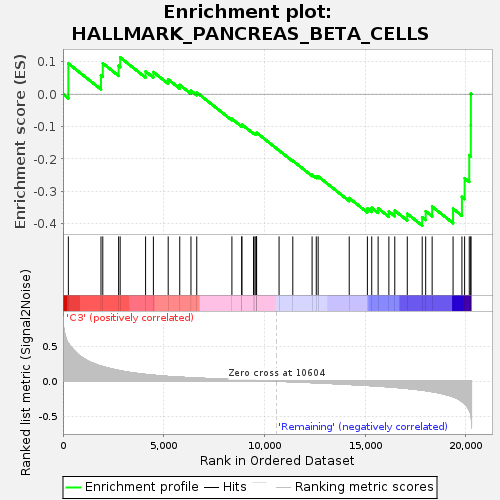 Enrichment plot:
HALLMARK_PANCREAS_BETA_CELLS
Enrichment score (ES)
0.1
0.0
-0.1
-0.2
-0.3
-0.4
'C3' (positively correlated)
Ranked list metric (Signal2Noise)
0.5
0.0
-0.5
Zero cross at 10604
'Remaining' (negatively correlated)
0
5,000
10,000
15,000
20,000
Rank in Ordered Dataset
Enrichment profile
Hits
Ranking metric scores